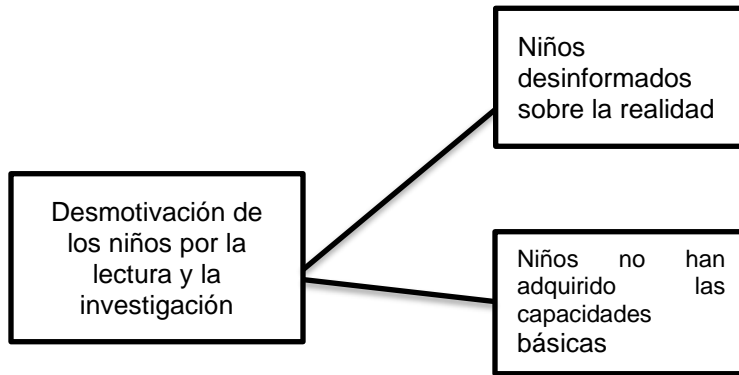 Niños
desinformados
sobre la realidad
Desmotivación de
los niños por la
lectura y la
investigación
Niños no han
adquirido las
capacidades
básicas